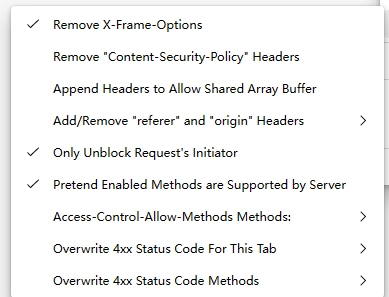 Remove X-Frame-Options
Remove "Content-Security-Policy" Headers
Append Headers to Allow Shared Array Buffer
Add/Remove "referer" and "origin" Headers
Only Unblock Request's Initiator
Pretend Enabled Methods are Supported by Server
Access-Control-Allow-Methods Methods:
Overwrite 4xx Status Code For This Tab
Overwrite 4xx Status Code Methods